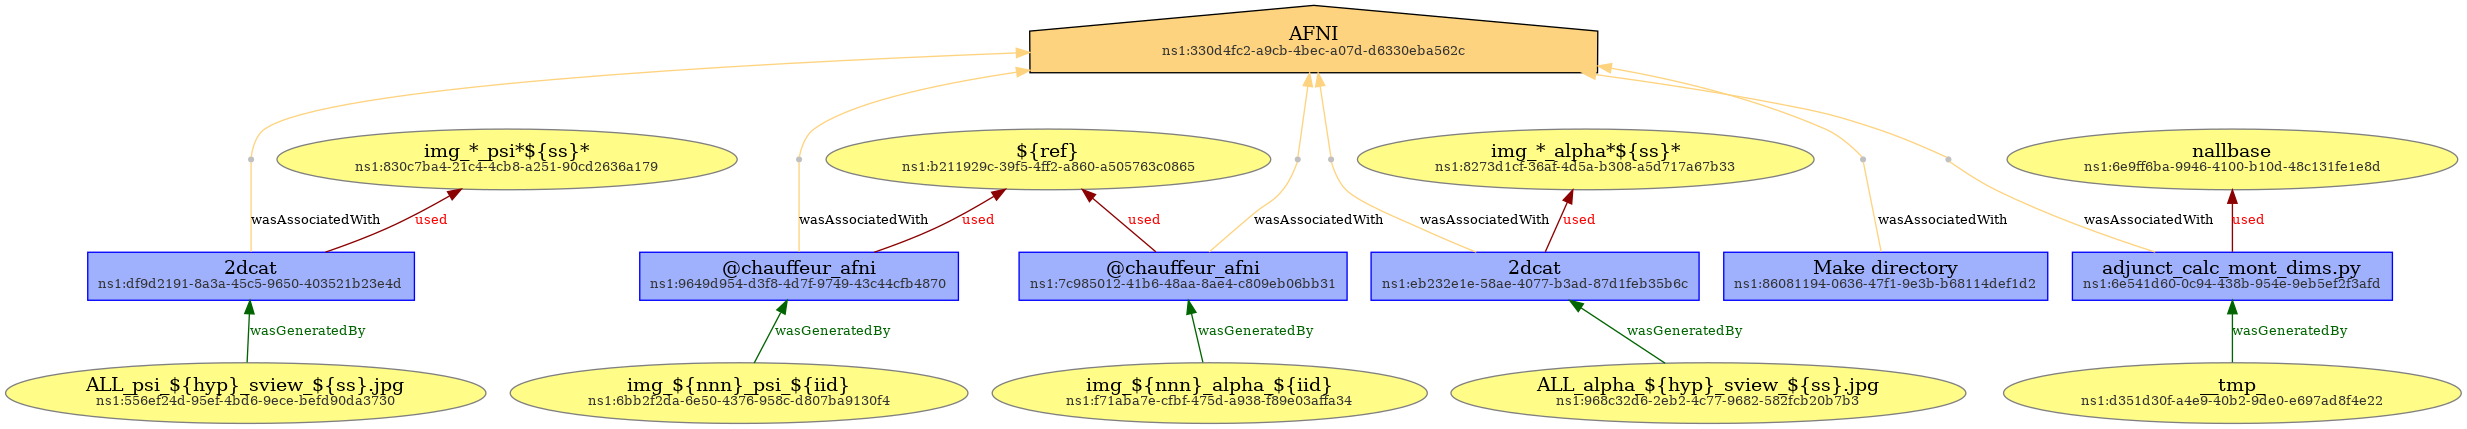 AFNI
ns1:330d4fc2-a9cb-4bec-a07d-d6330eba562c
img_*_psi*${ss}*
ns1:830c7ba4-21c4-4cb8-a251-90cd2636a179
${ref}
ns1:b211929c-39f5-4ff2-a860-a505763c0865
img_*_alpha*${ss}*
ns1:8273d1cf-36af-4d5a-b308-a5d717a67b33
nallbase
ns1:6e9ff6ba-9946-4100-b10d-48c131fe1e8d
wasAssociatedWith
used
wasAssociatedWith
used
used
wasAssociatedWith
wasAssociatedWith
used
wasAssociatedWith
wasAssociatedWith
used
2dcat
ns1:df9d2191-8a3a-45c5-9650-403521b23e4d
@chauffeur_afni
ns1:9649d954-d3f8-4d7f-9749-43c44cfb4870
@chauffeur_afni
ns1:7c985012-41b6-48aa-8ae4-c809eb06bb31
2dcat
ns1:eb232e1e-58ae-4077-b3ad-87d1feb35b6c
Make directory
ns1:86081194-0636-47f1-9e3b-b68114def1d2
adjunct_calc_mont_dims.py
ns1:6e541d60-0c94-438b-954e-9eb5ef2f3afd
wasGeneratedBy
wasGeneratedBy
wasGeneratedBy
wasGeneratedBy
wasGeneratedBy
ALL_psi_${hyp}_sview_${ss}.jpg
ns1:556ef24d-95ef-4bd6-9ece-befd90da3730
img_${nnn}_psi_${iid}
ns1:6bb2f2da-6e50-4376-958c-d807ba9130f4
img_${nnn}_alpha_${iid}
ns1:f71aba7e-cfbf-475d-a938-f89e03affa34
ALL_alpha_${hyp}_sview_${ss}.jpg
ns1:968c32d6-2eb2-4c77-9682-582fcb20b7b3
__tmp_
ns1:d351d30f-a4e9-40b2-9de0-e697ad8f4e22